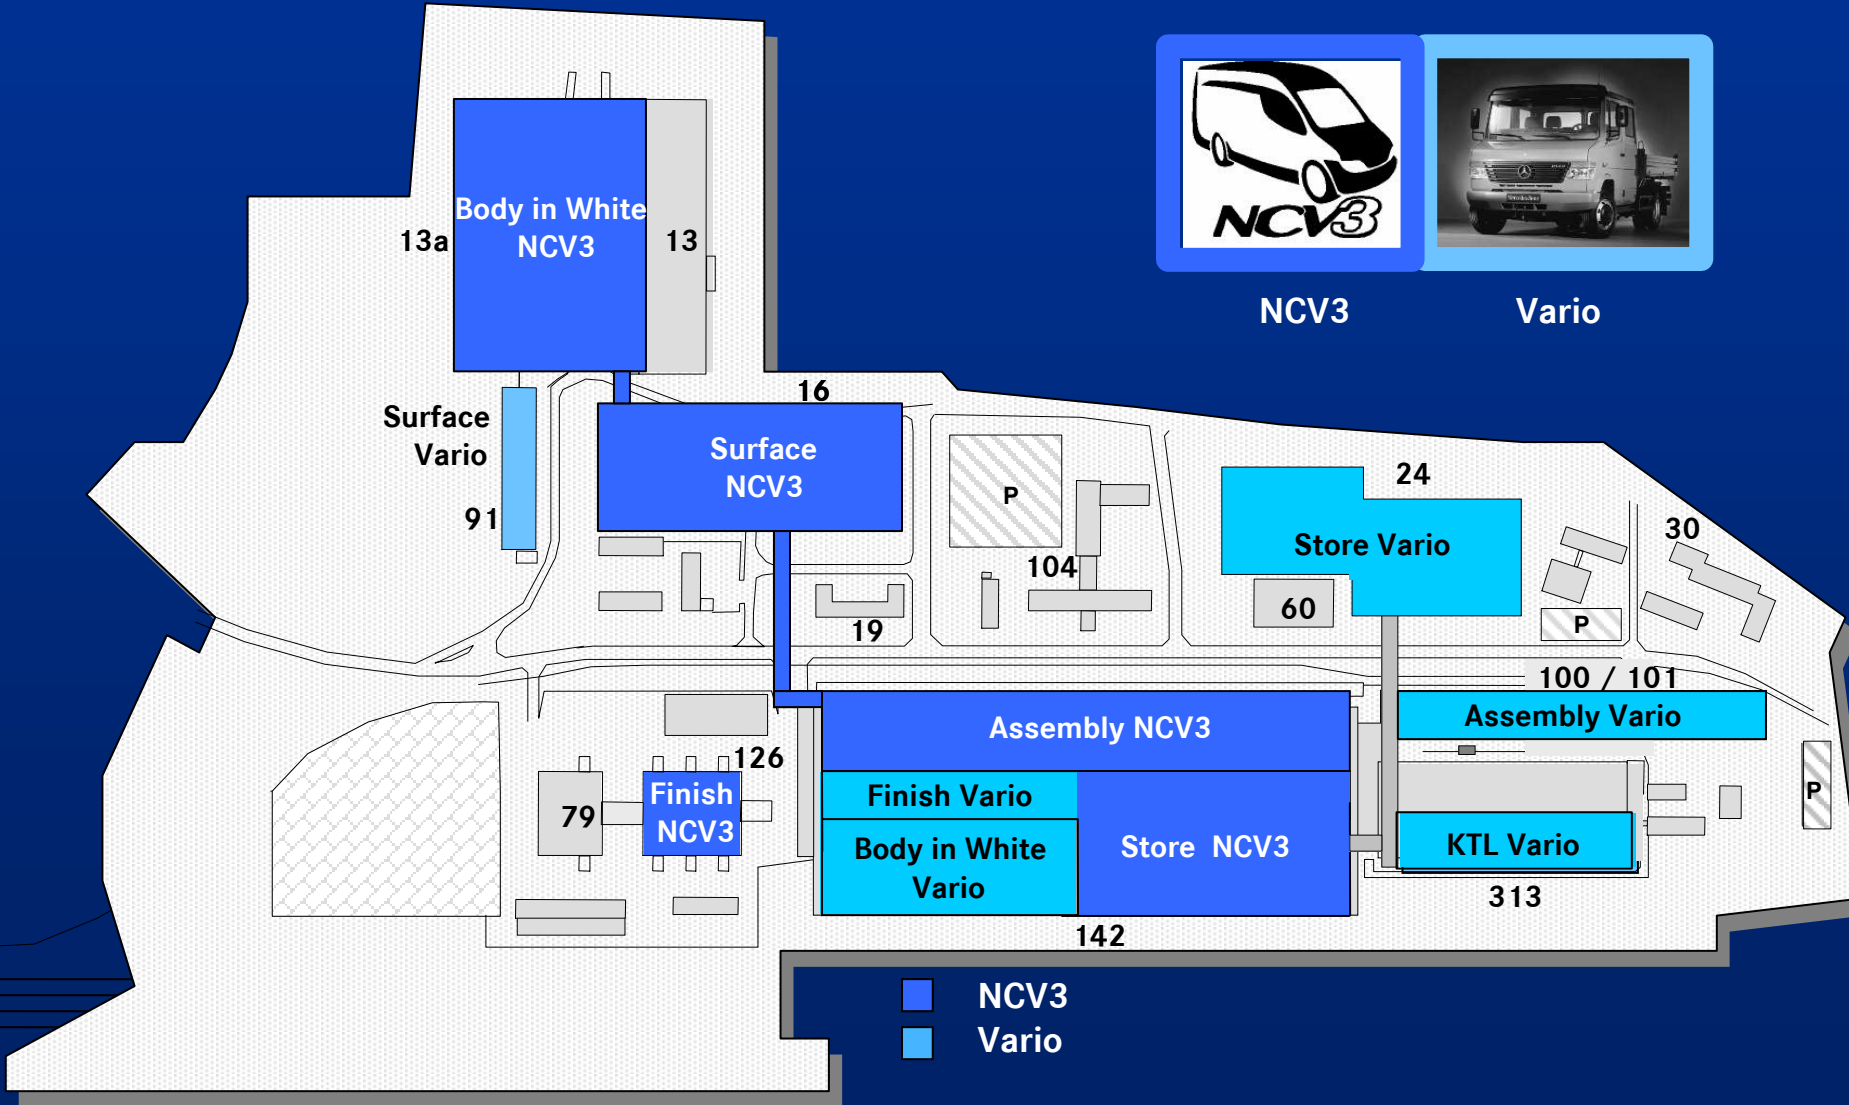 NCV3
NCV3
Vario
Body in White
NCV3
13a
13
16
Surface
Vario
91
Surface
NCV3
P
104
24
Store Vario
60
30
P
19
100 / 101
Assembly NCV3
Assembly Vario
126
79
Finish
NCV3
Finish Vario
Body in White
Vario
Store NCV3
KTL Vario
P
313
142
NCV3
Vario